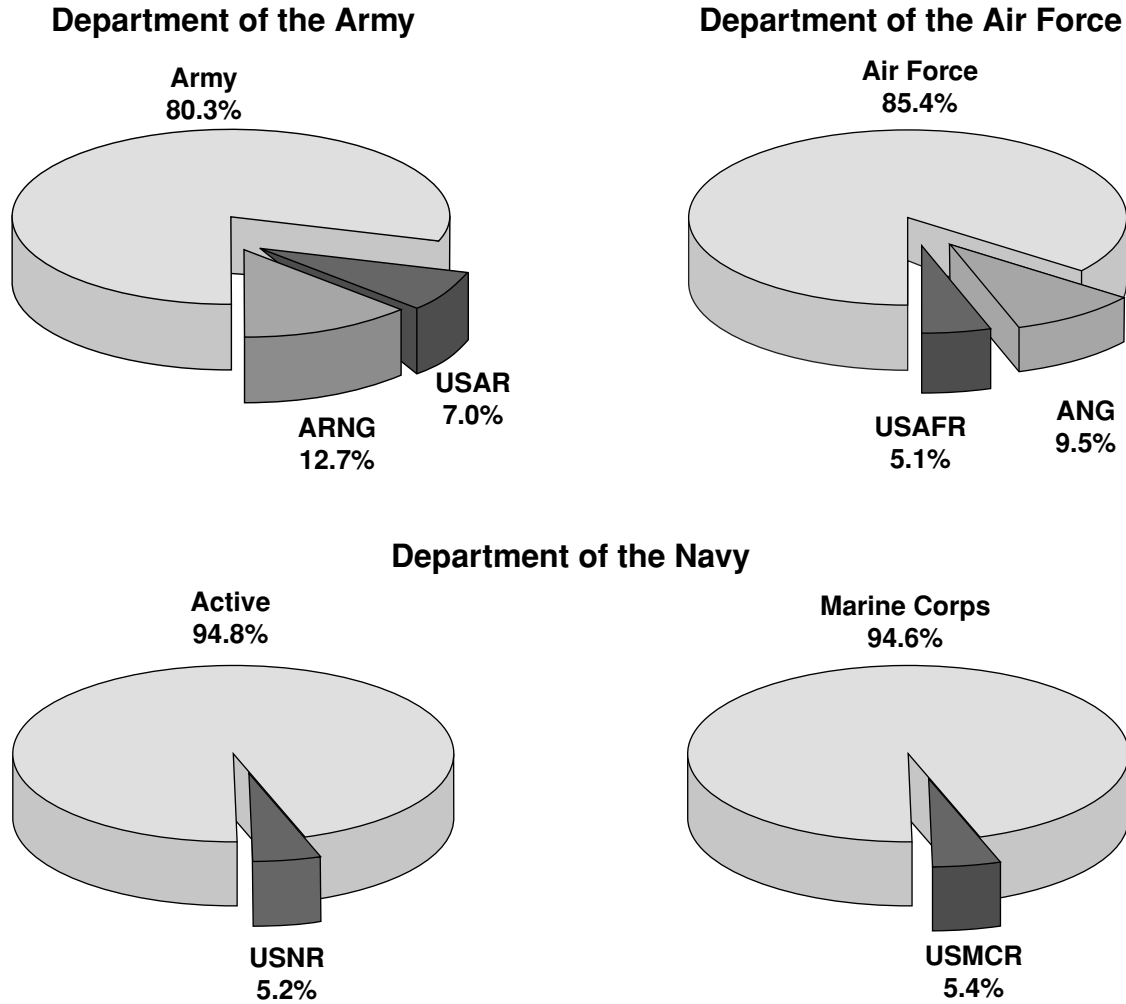 Department of the Army
Army
80.3%
USAR
7.0%
ARNG
12.7%
Department of the Air Force
Air Force
85.4%
ANG
9.5%
USAFR
5.1%
Department of the Navy
Active
94.8%
USNR
5.2%
Marine Corps
94.6%
USMCR
5.4%